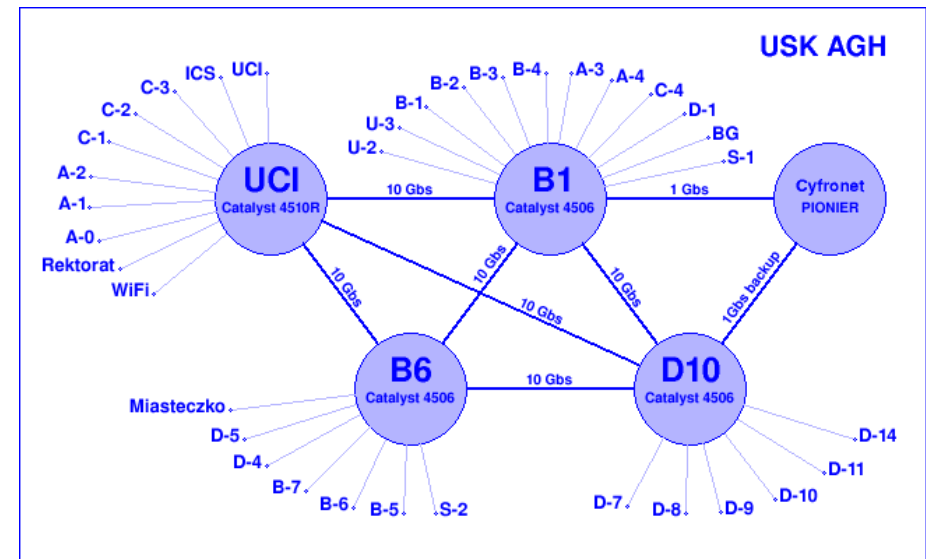 USK AGH
UCI
ICS
C-3
C-2
C-1
A-2
A-1
A-0
Rektorat
WiFi
UCI
Catalyst 4510R
10 Gbs
U-2
U-3
B-1
B-2
B-3
B-4
A-3
A-4
C-4
D-1
BG
S-1
B1
Catalyst 4506
1 Gbs
Cyfronet
PIONIER
10 Gbs
10 Gbs
10 Gbs
10 Gbs
1Gbs backup
B6
Catalyst 4506
10 Gbs
D10
Catalyst 4506
Miasteczko
D-5
D-4
B-7
B-6
B-5
S-2
D-7
D-8
D-9
D-10
D-11
D-14